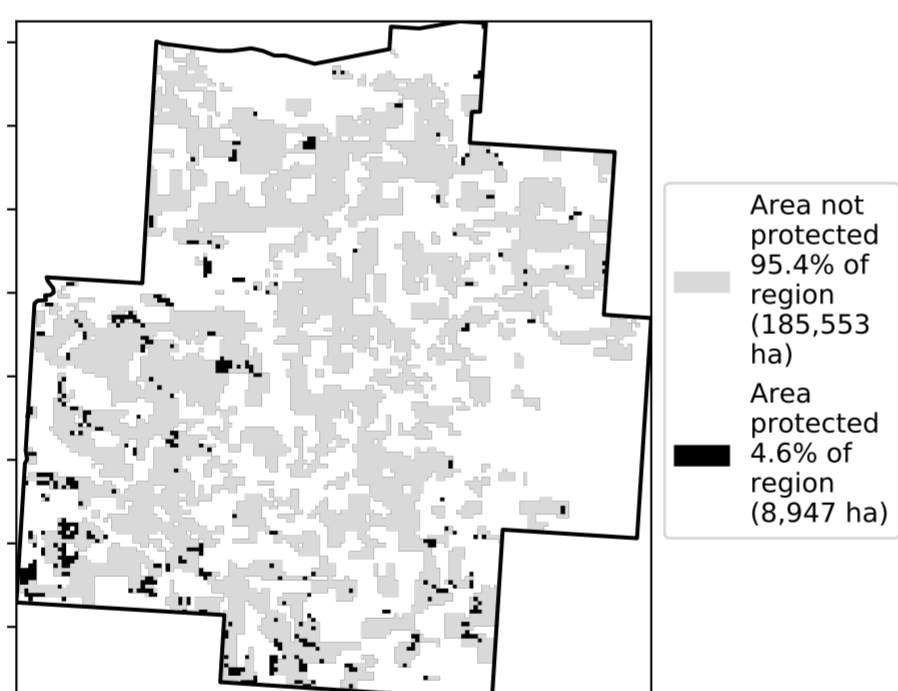 Area not
protected
95.4% of
region
(185,553
ha)
Area
protected
4.6% of
region
(8,947 ha)